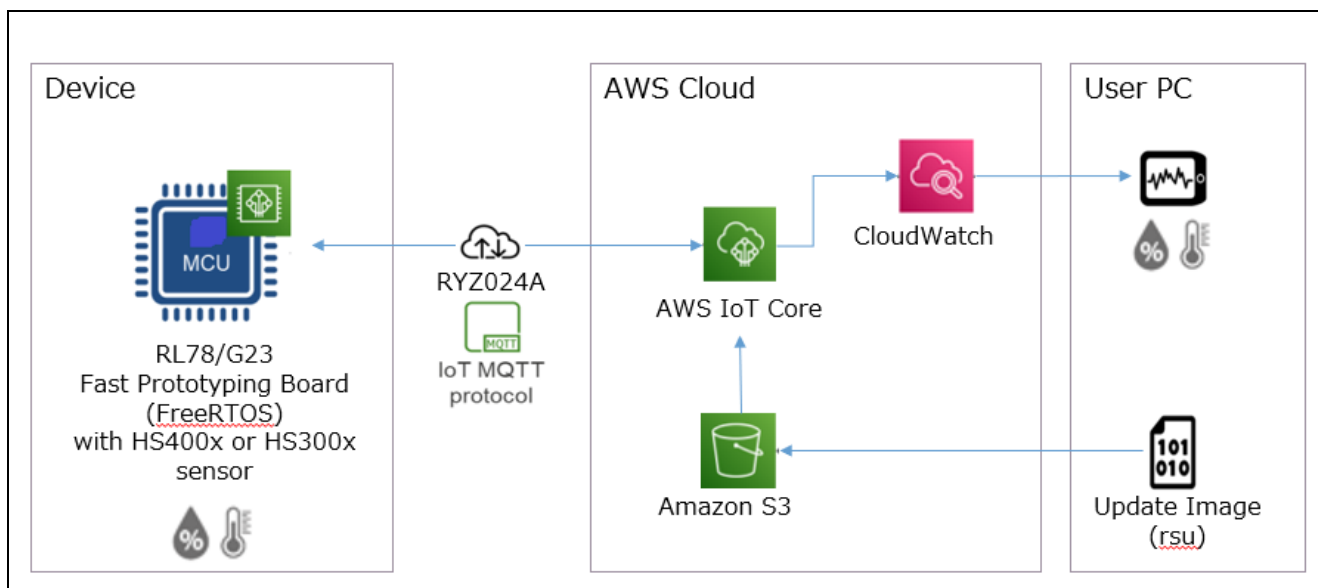 Device
MCU
RL78/G23
Fast Prototyping Board
(FreeRTOS)
with HS400x or HS300x
sensor
%
RYZ024A
MQTT
IoT MQTT
protocol
AWS Cloud
CloudWatch
AWS IoT Core
Amazon S3
User PC
%
101
010
Update Image
(rsu)